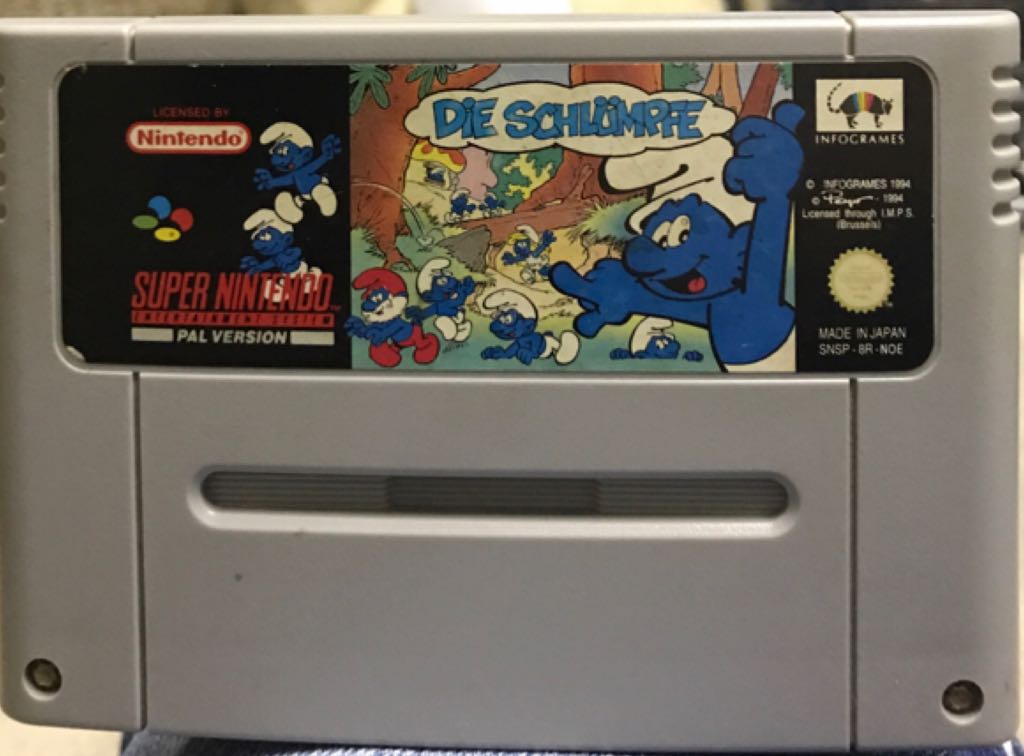 LICENSED BY
Nintendo
SUPER NINTENDO
ENTERTAINMENT SYSTEM
PAL VERSION
DIE SCHLÜMPFE
INFOGRAMES
© INFOGRAMES 1994
© Peyo - 1994
Licensed through I.M.P.S.
(Brussels)
MADE IN JAPAN
SNSP-8R-NOE